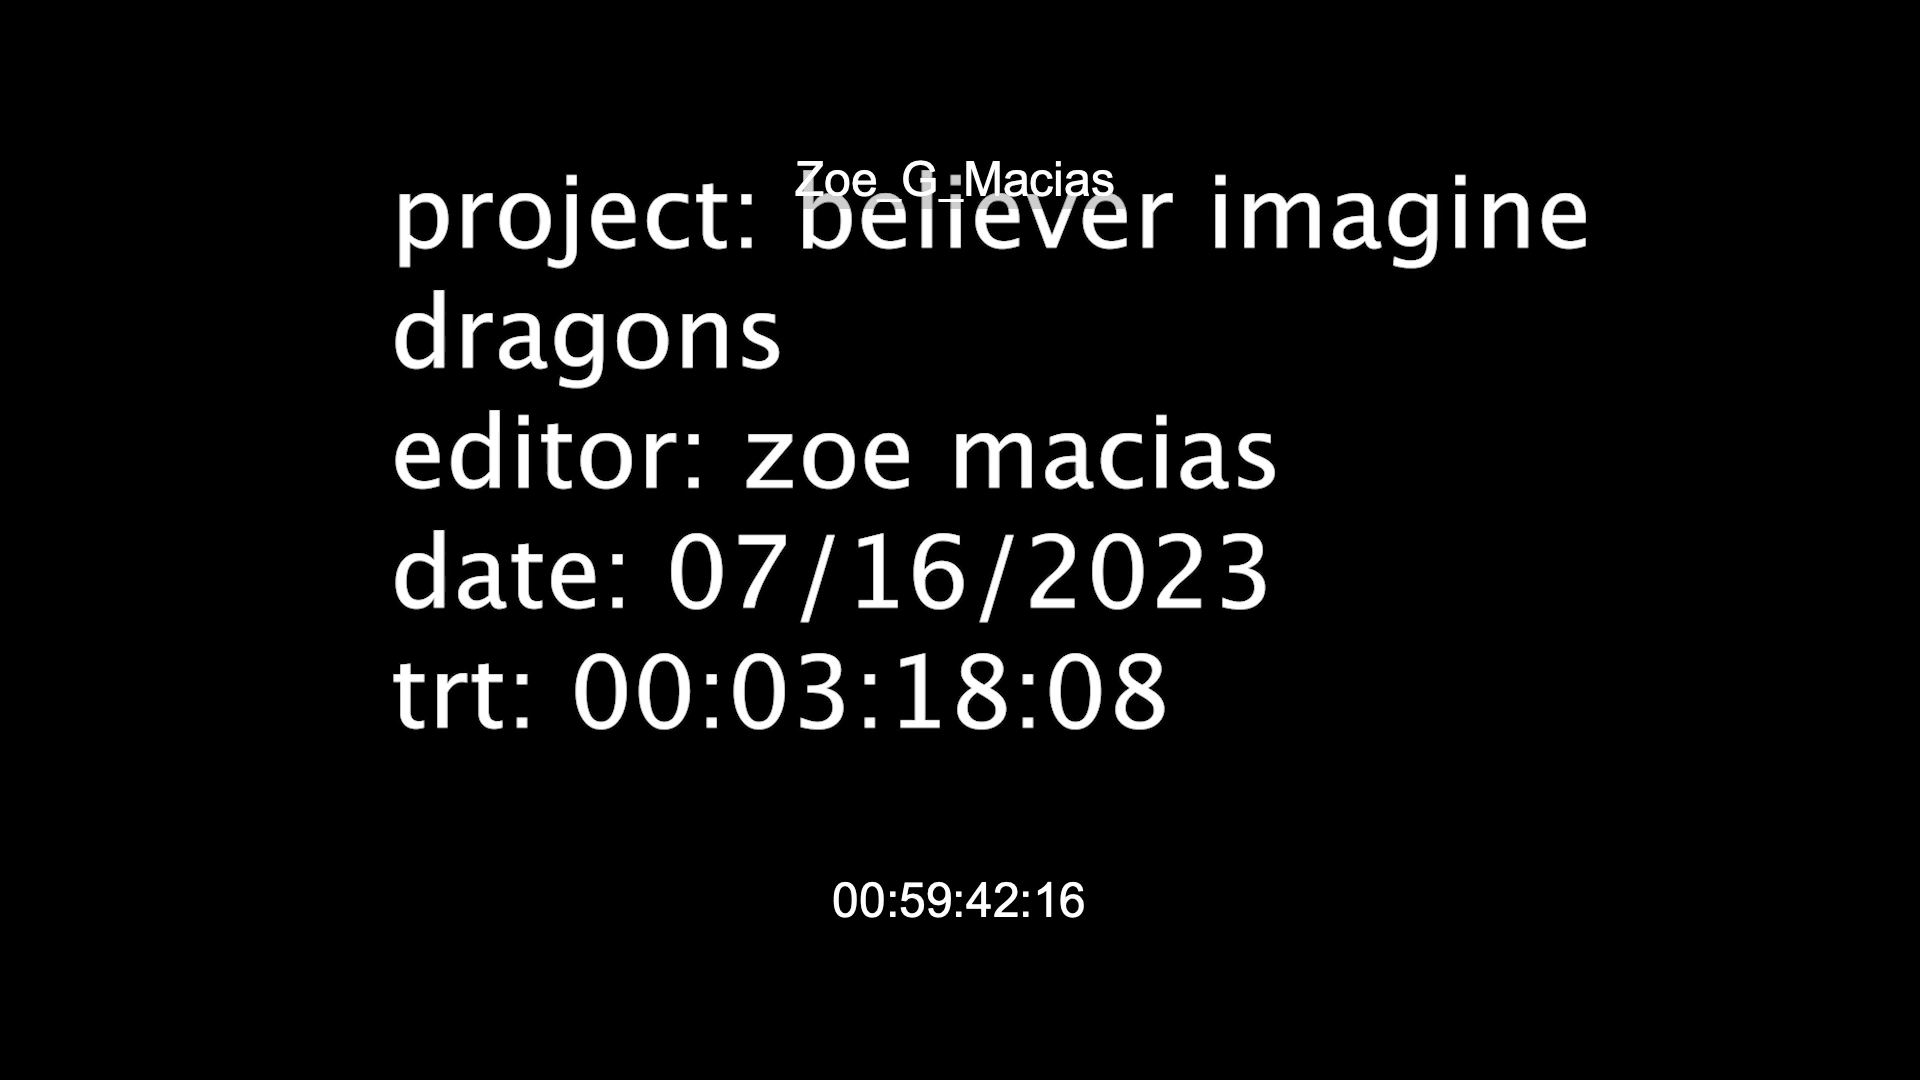 Zoe_G_Macias
project: believer imagine
dragons
editor: zoe macias
date: 07/16/2023
trt: 00:03:18:08
00:59:42:16